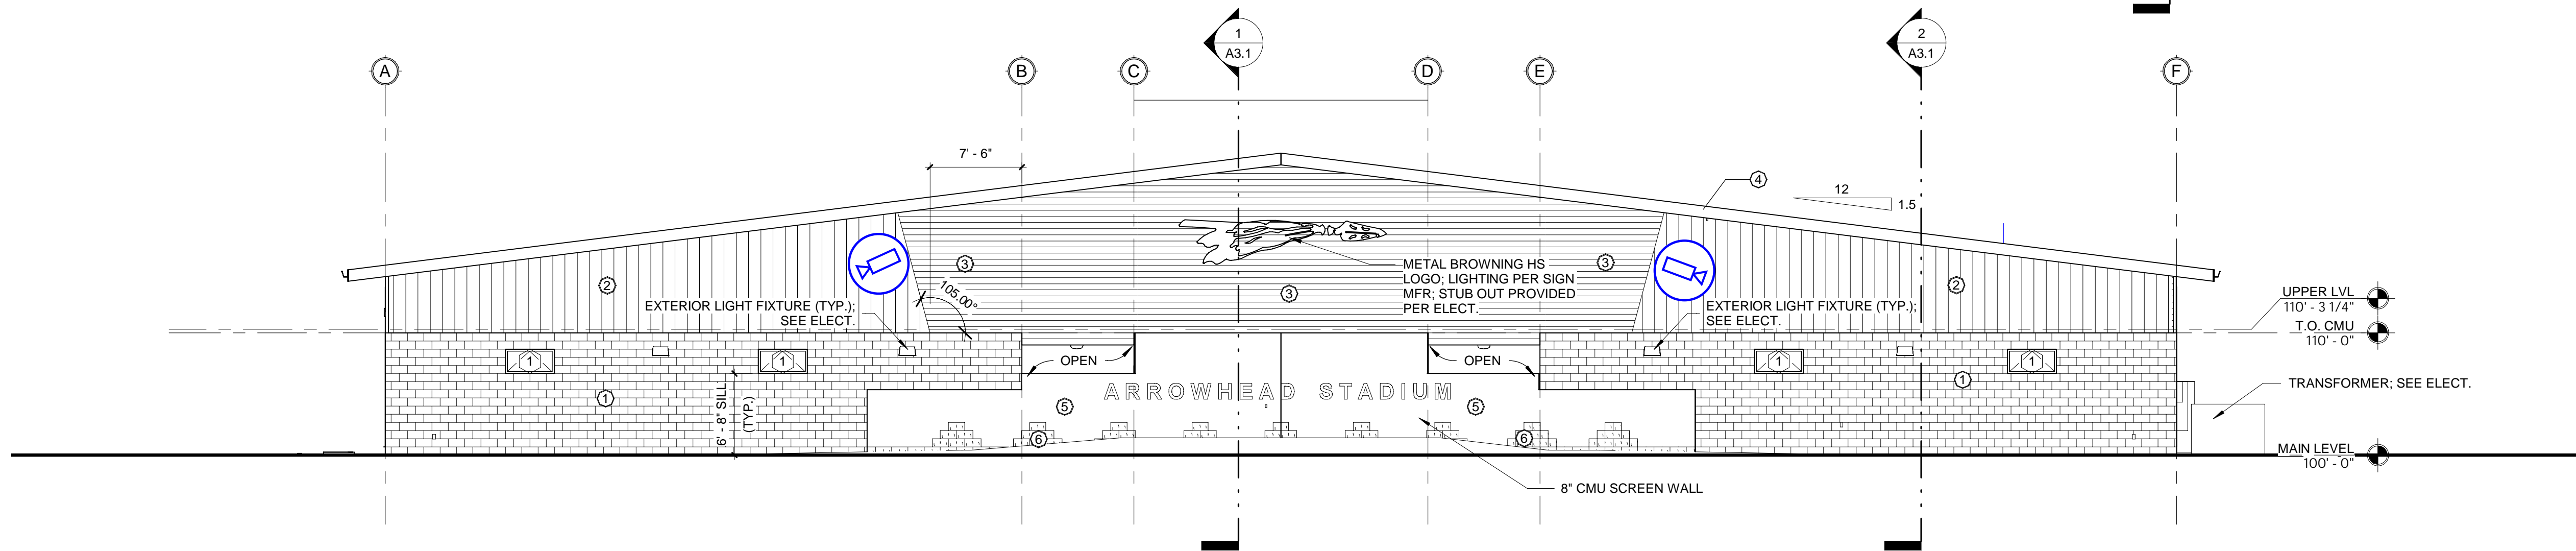 1
A3.1
2
A3.1
A
B
C
D
E
F
7' - 6"
4
12
1.5
3
3
3
2
2
105.00°
METAL BROWNING HS
LOGO; LIGHTING PER SIGN
MFR; STUB OUT PROVIDED
PER ELECT.
EXTERIOR LIGHT FIXTURE (TYP.);
SEE ELECT.
EXTERIOR LIGHT FIXTURE (TYP.);
SEE ELECT.
UPPER LVL
110' - 3 1/4"
T.O. CMU
110' - 0"
1
1
OPEN
OPEN
1
1
6' - 8" SILL
(TYP.)
1
1
ARROWHEAD STADIUM
5
5
6
6
TRANSFORMER; SEE ELECT.
MAIN LEVEL
100' - 0"
8" CMU SCREEN WALL